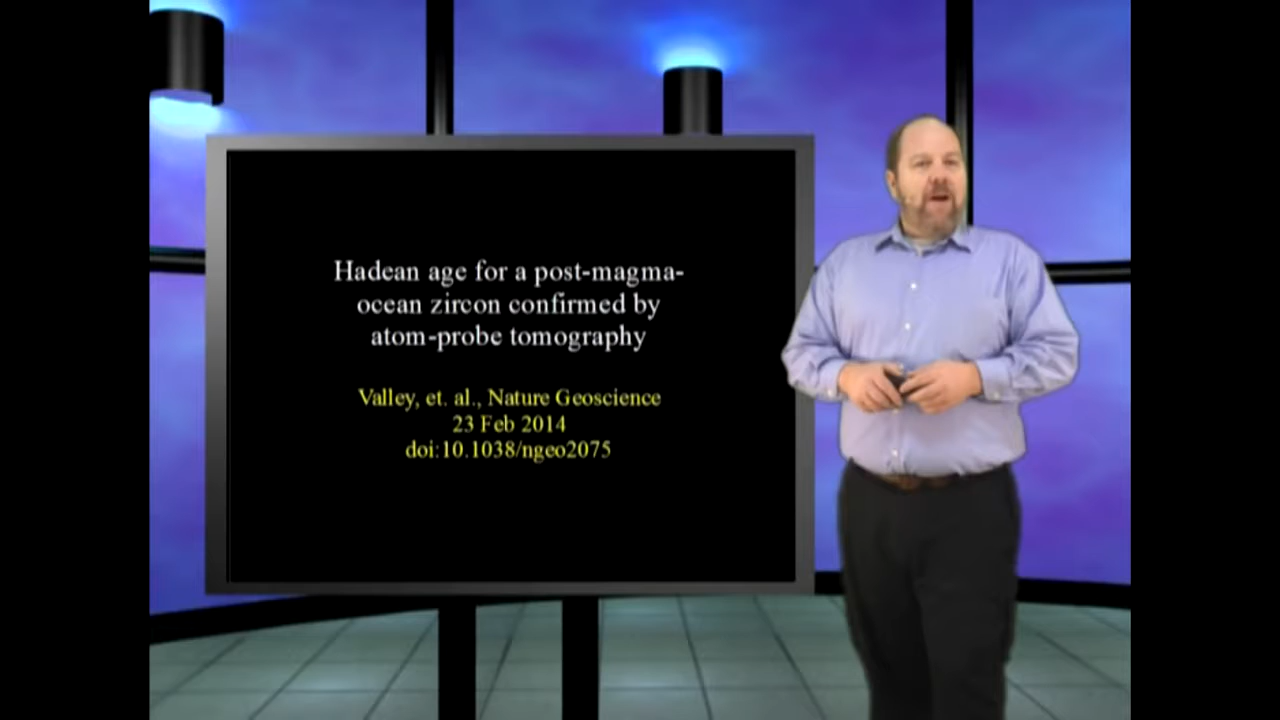 Hadean age for a post-magma-
ocean zircon confirmed by
atom-probe tomography
Valley, et. al., Nature Geoscience
23 Feb 2014
doi:10.1038/ngeo2075